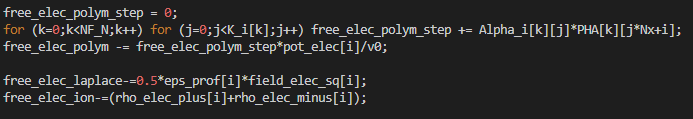 free_elec_polym_step = 0;
for (k=0;k<NF_N;k++) for (j=0;j<K_i[k];j++) free_elec_polym_step += Alpha_i[k][j]*PHA[k][j*Nx+i];
free_elec_polym -= free_elec_polym_step*pot_elec[i]/v0;

free_elec_laplace-=0.5*eps_prof[i]*field_elec_sq[i];
free_elec_ion-=(rho_elec_plus[i]+rho_elec_minus[i]);